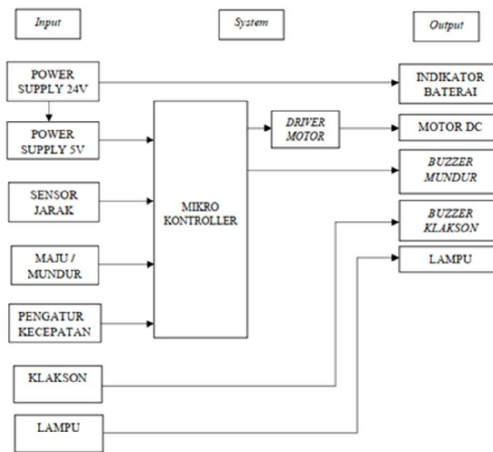 Input
System
Output
POWER
SUPPLY 24V
INDIKATOR
BATERAI
POWER
SUPPLY 5V
DRIVER
MOTOR
MOTOR DC
SENSOR
JARAK
MIKRO
KONTROLLER
BUZZER
MUNDUR
BUZZER
KLAKSON
MAJU /
MUNDUR
LAMPU
PENGATUR
KECEPATAN
KLAKSON
LAMPU